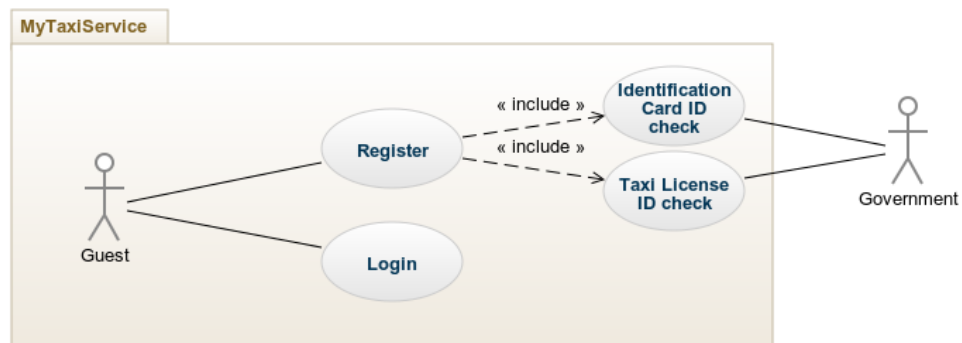 MyTaxiService
Identification
Card ID
check
« include »
Register
« include »
Taxi License
ID check
Government
Guest
Login